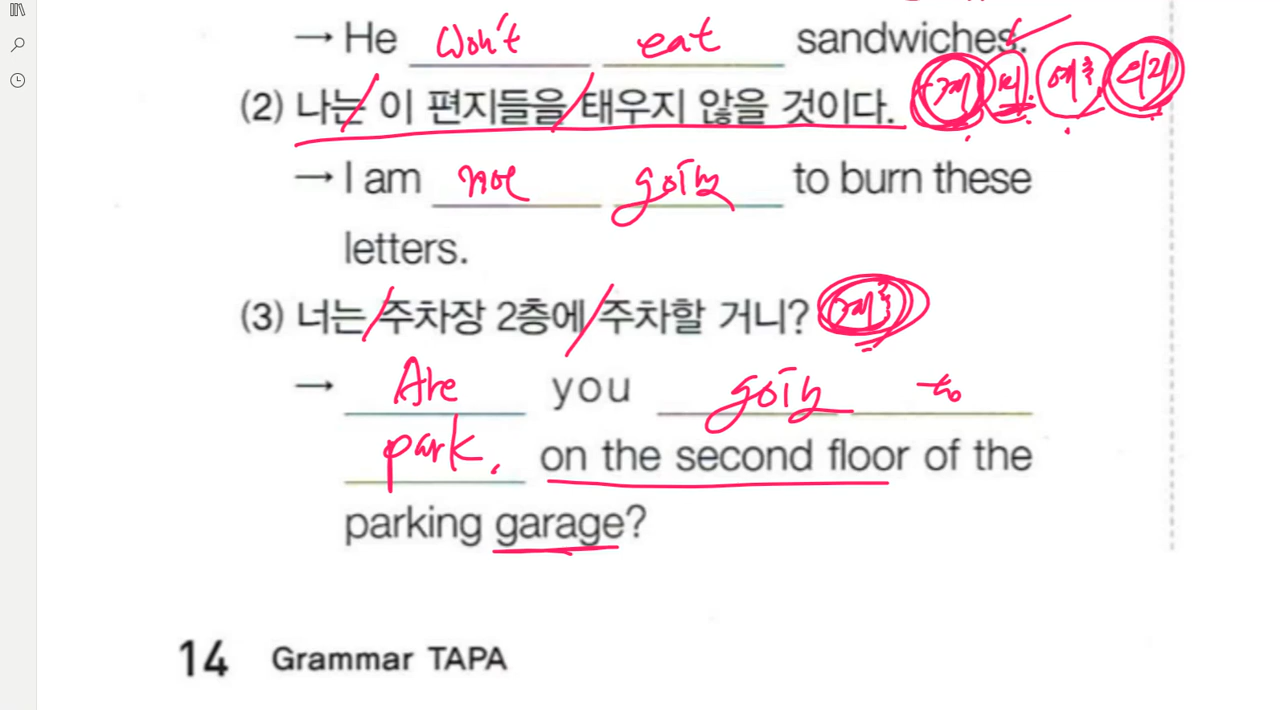 → He won't eat sandwiches.
(2) 나는 이 편지들을 태우지 않을 것이다. 계 예측 의지
→ I am not going to burn these
letters.
(3) 너는 주차장 2층에 주차할 거니?
→ Are you going to
park on the second floor of the
parking garage?
14 Grammar TAPA